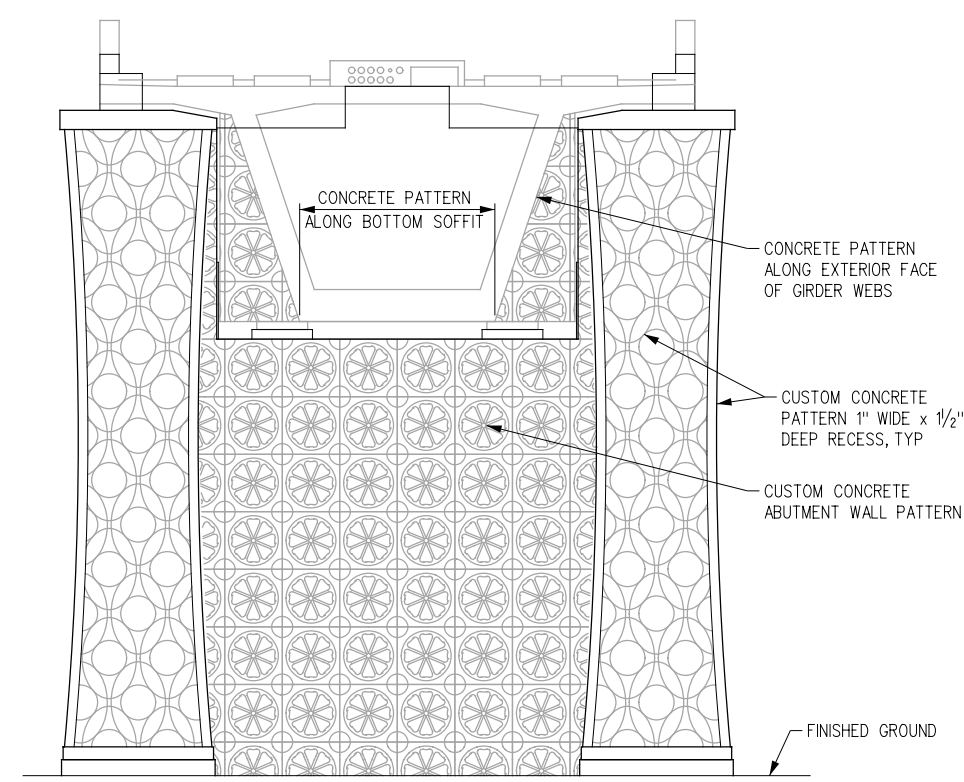 CONCRETE PATTERN
ALONG BOTTOM SOFFIT
CONCRETE PATTERN
ALONG EXTERIOR FACE
OF GIRDER WEBS
CUSTOM CONCRETE
PATTERN 1" WIDE x 1½"
DEEP RECESS, TYP
CUSTOM CONCRETE
ABUTMENT WALL PATTERN
FINISHED GROUND